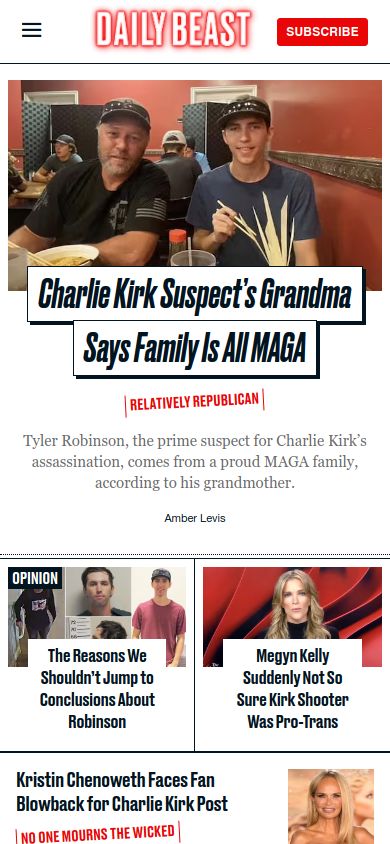 DAILY BEAST
SUBSCRIBE
Charlie Kirk Suspect's Grandma
Says Family Is All MAGA
RELATIVELY REPUBLICAN
Tyler Robinson, the prime suspect for Charlie Kirk's
assassination, comes from a proud MAGA family,
according to his grandmother.
Amber Levis
OPINION
The Reasons We
Shouldn't Jump to
Conclusions About
Robinson
Megyn Kelly
Suddenly Not So
Sure Kirk Shooter
Was Pro-Trans
Kristin Chenoweth Faces Fan
Blowback for Charlie Kirk Post
NO ONE MOURNS THE WICKED